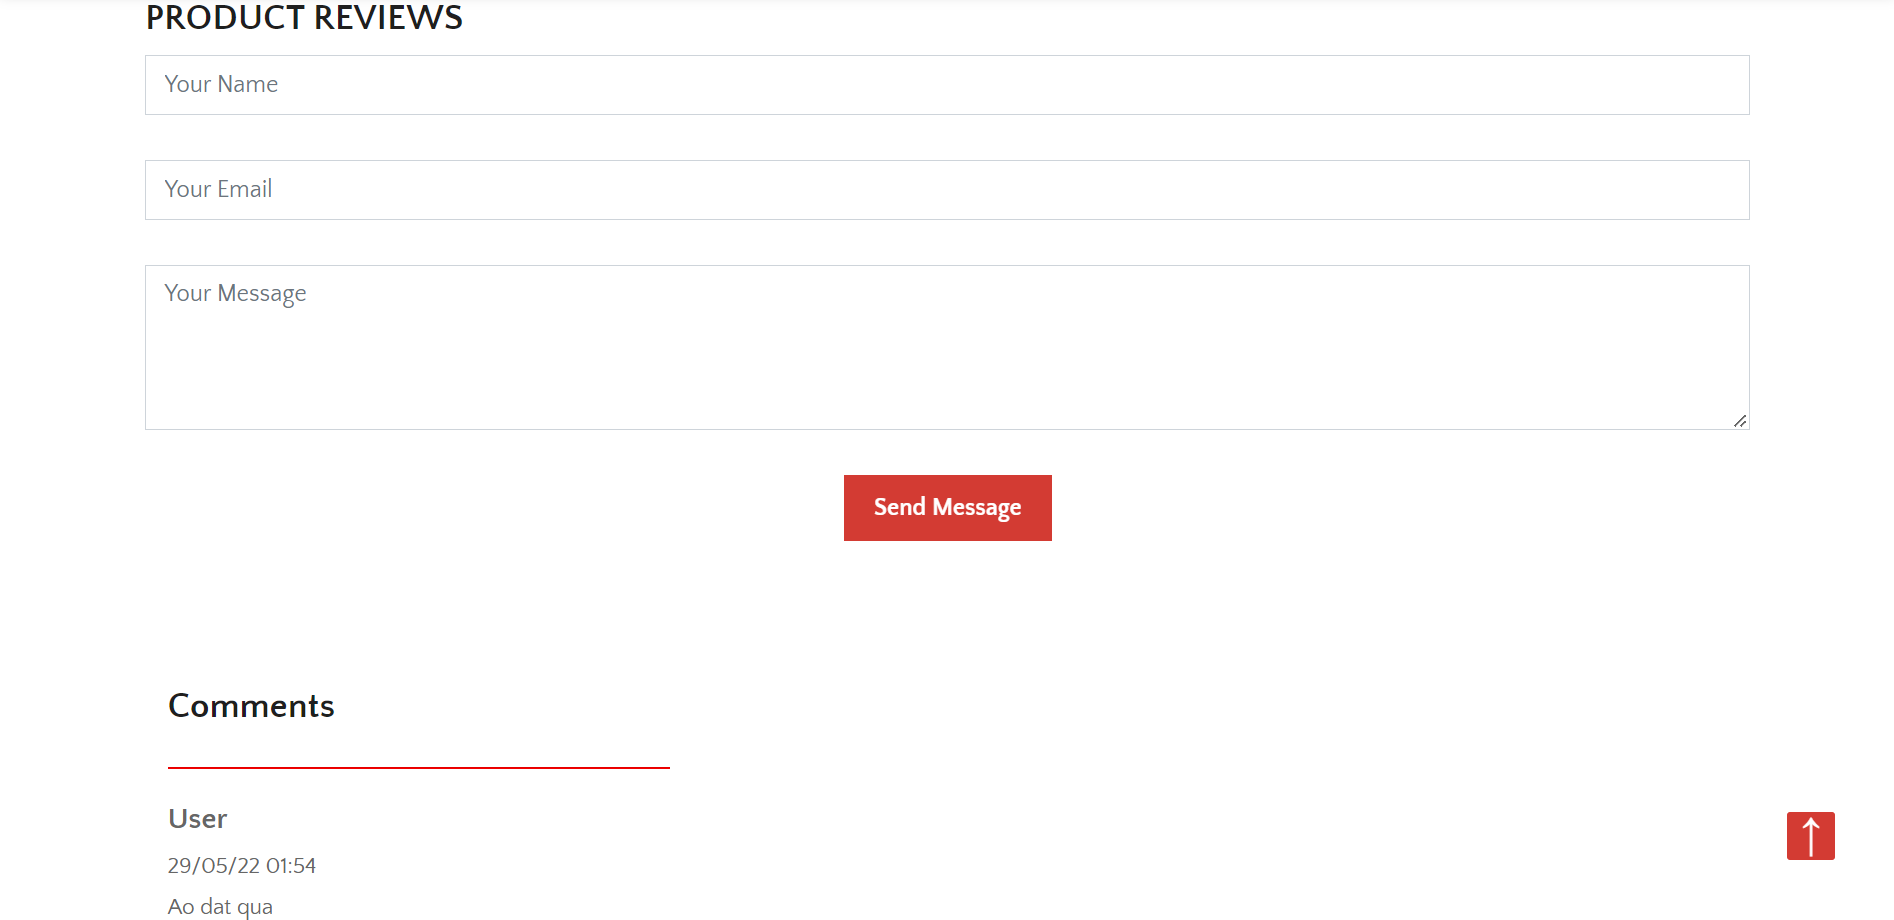 PRODUCT REVIEWS
Your Name
Your Email
Your Message
Send Message
Comments
User
29/05/22 01:54
Ao dat qua